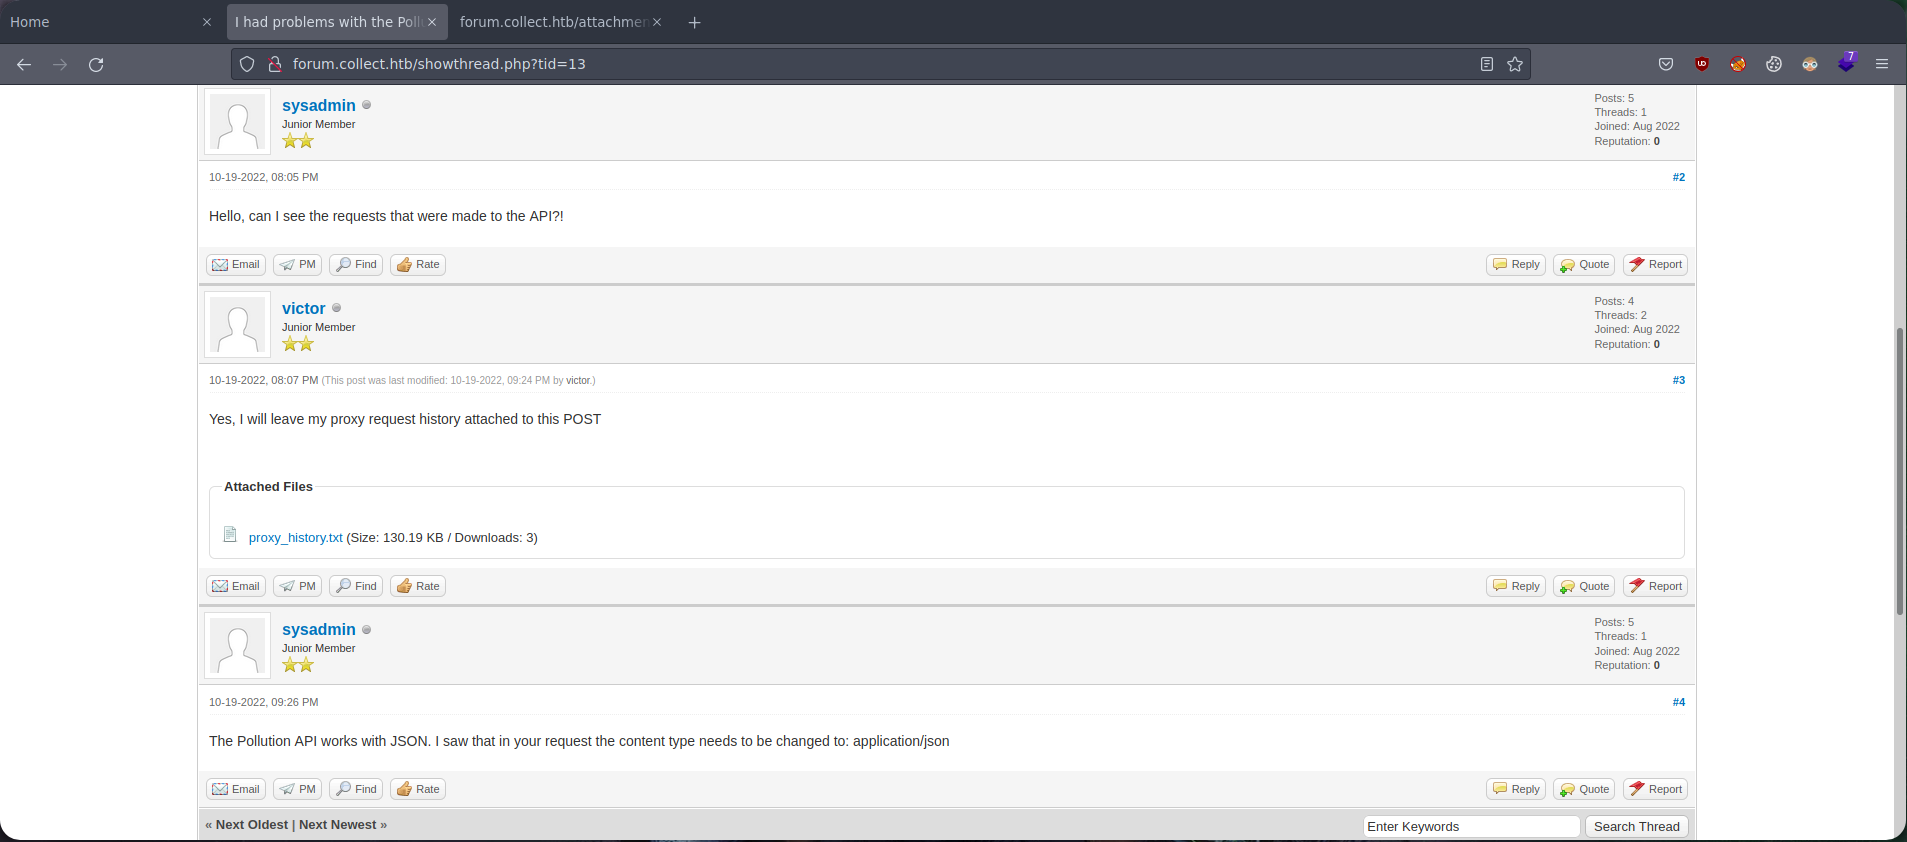 Home
I had problems with the Pollu
forum.collect.htb/attachmen
forum.collect.htb/showthread.php?tid=13
7
sysadmin
Junior Member
Posts: 5
Threads: 1
Joined: Aug 2022
Reputation: 0
10-19-2022, 08:05 PM
#2
Hello, can I see the requests that were made to the API?!
Email PM Find Rate Reply Quote Report
victor
Junior Member
Posts: 4
Threads: 2
Joined: Aug 2022
Reputation: 0
10-19-2022, 08:07 PM (This post was last modified: 10-19-2022, 09:24 PM by victor.)
#3
Yes, I will leave my proxy request history attached to this POST
Attached Files
proxy_history.txt (Size: 130.19 KB / Downloads: 3)
Email PM Find Rate Reply Quote Report
sysadmin
Junior Member
Posts: 5
Threads: 1
Joined: Aug 2022
Reputation: 0
10-19-2022, 09:26 PM
#4
The Pollution API works with JSON. I saw that in your request the content type needs to be changed to: application/json
Email PM Find Rate Reply Quote Report
« Next Oldest | Next Newest »
Enter Keywords Search Thread